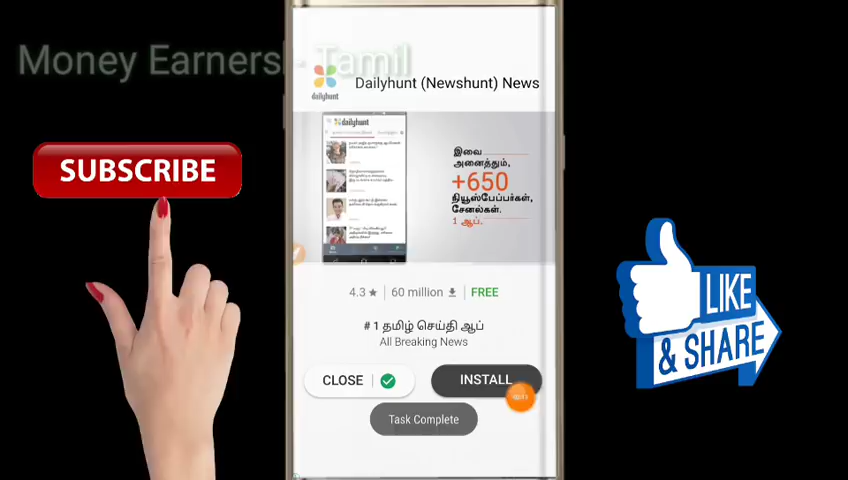 Money Earners - Tamil
dailyhunt
Dailyhunt (Newshunt) News
dailyhunt
இவை
அனைத்தும்,
+650
நியூஸ்பேப்பர்கள்,
சேனல்கள்.
1 ஆப்..
SUBSCRIBE
4.3 ★ 60 million FREE
# 1 தமிழ் செய்தி ஆப்
All Breaking News
CLOSE INSTALL
Task Complete
LIKE
& SHARE